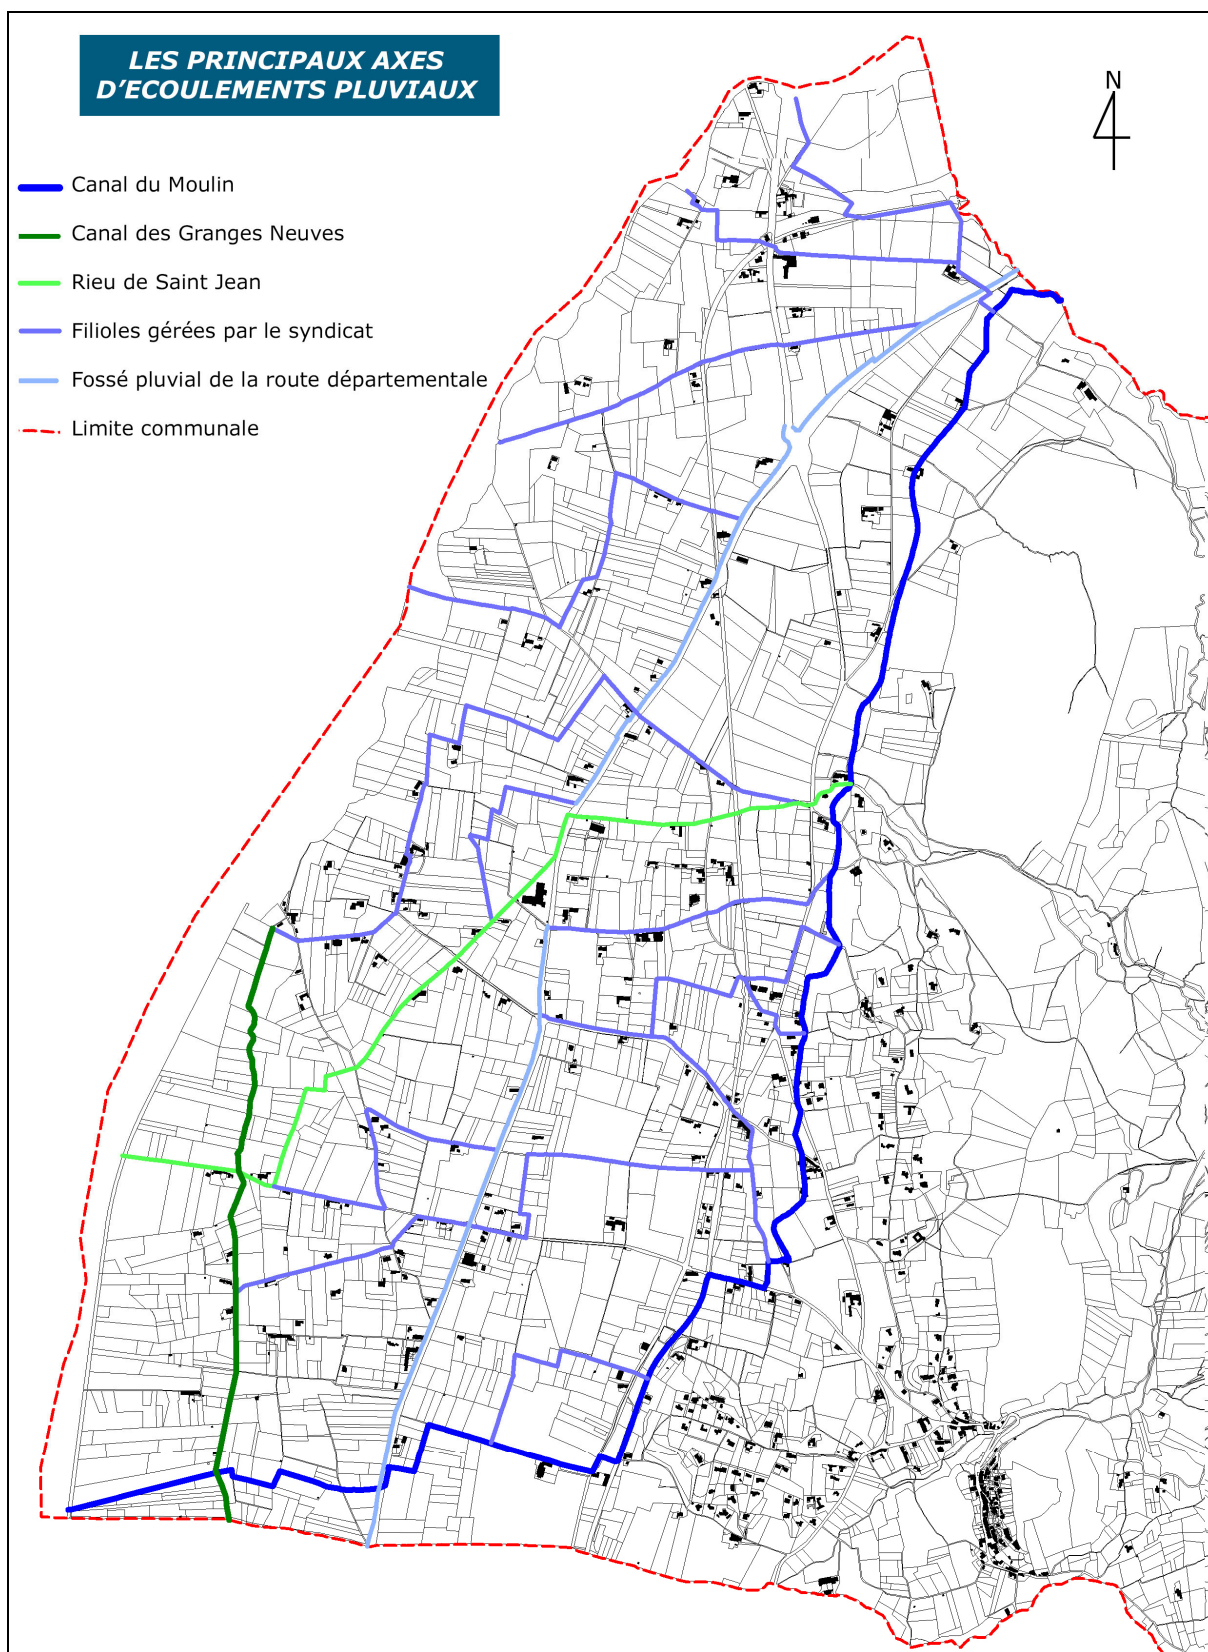 LES PRINCIPAUX AXES
D'ECOULEMENTS PLUVIAUX
N
Canal du Moulin
Canal des Granges Neuves
Rieu de Saint Jean
Filioles gérées par le syndicat
Fossé pluvial de la route départementale
Limite communale